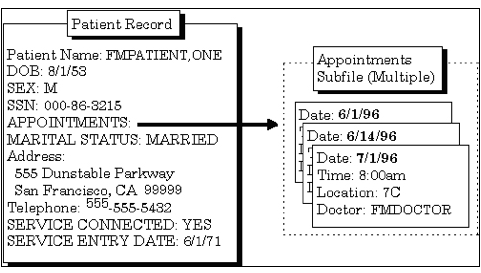 Patient Record
Patient Name: FMPATIENT,ONE
DOB: 8/1/53
SEX: M
SSN: 000-86-3215
APPOINTMENTS:
MARITAL STATUS: MARRIED
Address:
555 Dunstable Parkway
San Francisco, CA 99999
Telephone: 555-555-5432
SERVICE CONNECTED: YES
SERVICE ENTRY DATE: 6/1/71
Appointments
Subfile (Multiple)
Date: 6/1/96
Date: 6/14/96
Date: 7/1/96
Time: 8:00am
Location: 7C
Doctor: FMDOCTOR